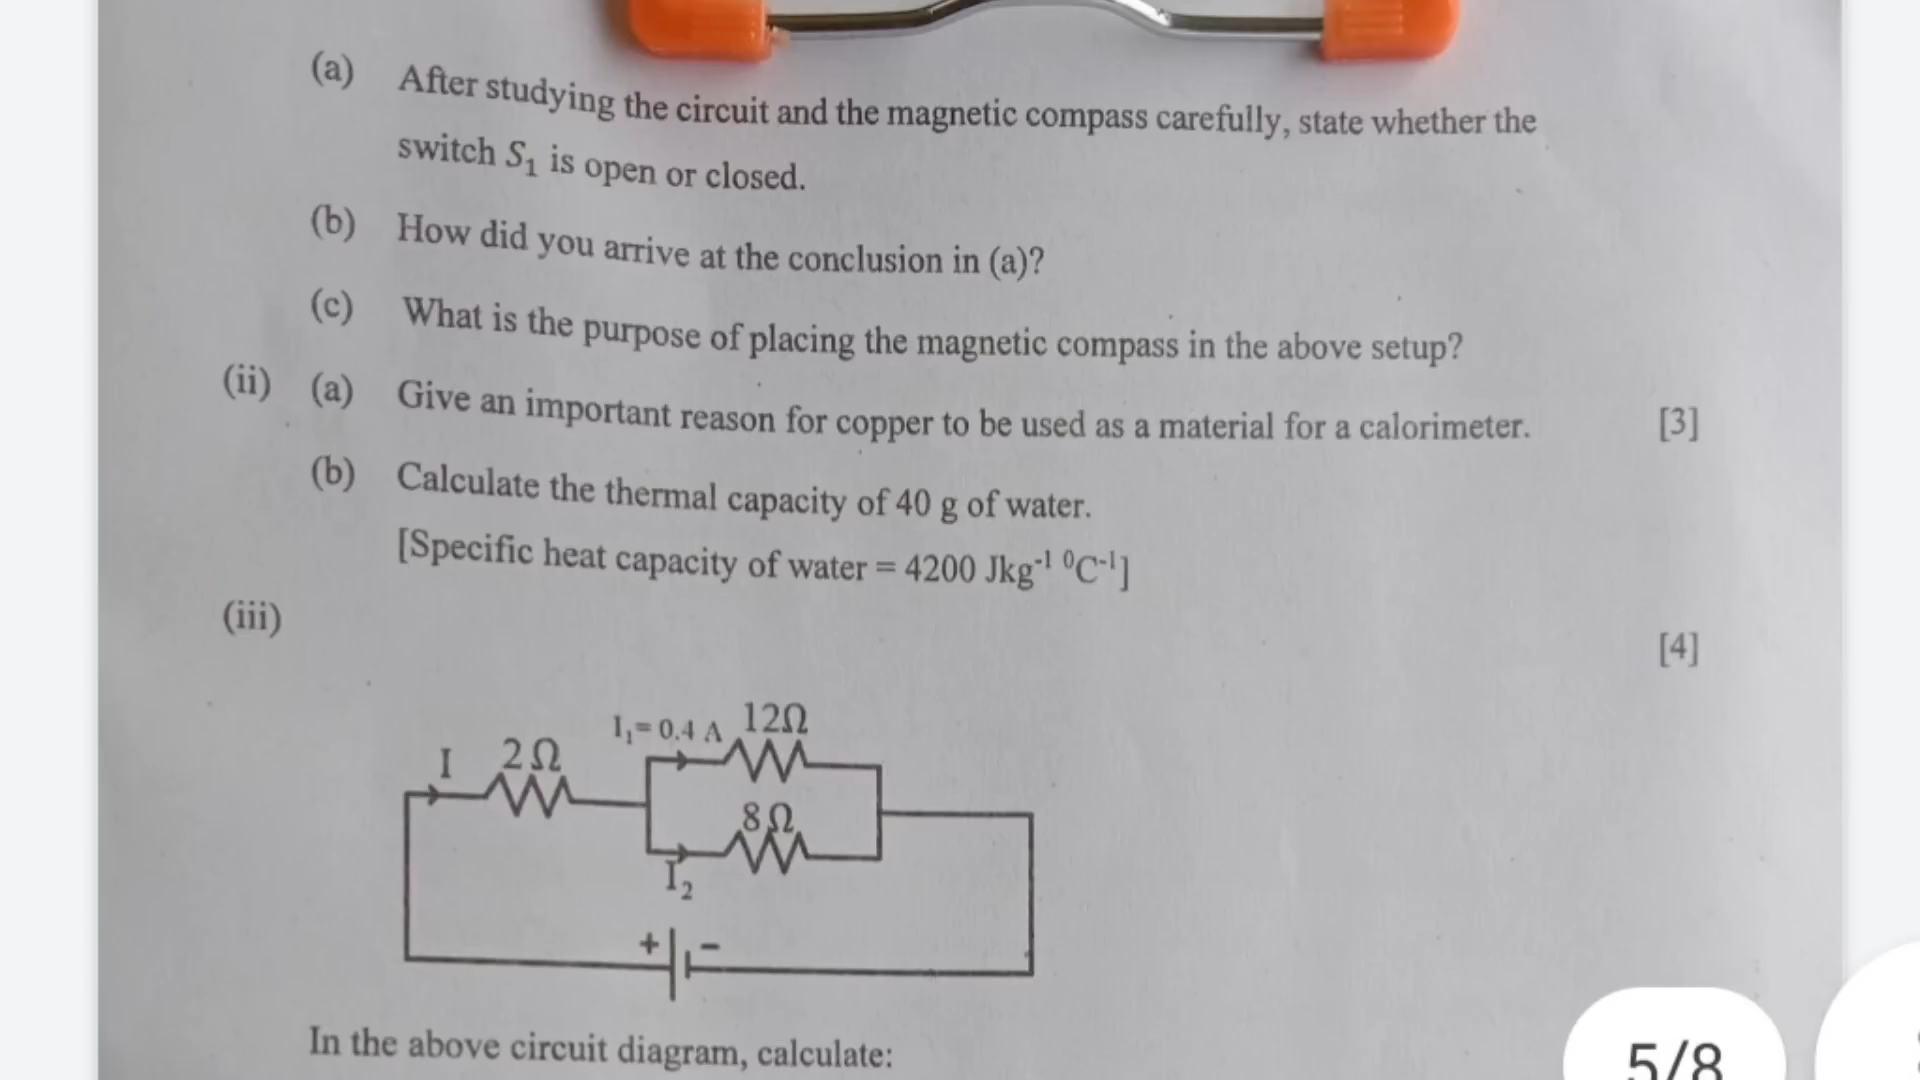 (a) After studying the circuit and the magnetic compass carefully, state whether the
switch S₁ is open or closed.
(b) How did you arrive at the conclusion in (a)?
(c) What is the purpose of placing the magnetic compass in the above setup?
(ii) (a) Give an important reason for copper to be used as a material for a calorimeter. [3]
(b) Calculate the thermal capacity of 40 g of water.
[Specific heat capacity of water = 4200 Jkg⁻¹ ⁰C⁻¹]
(iii)
[4]
I₁= 0.4 A 12Ω
I 2Ω
8Ω
I₂
+ −
In the above circuit diagram, calculate:
5/8